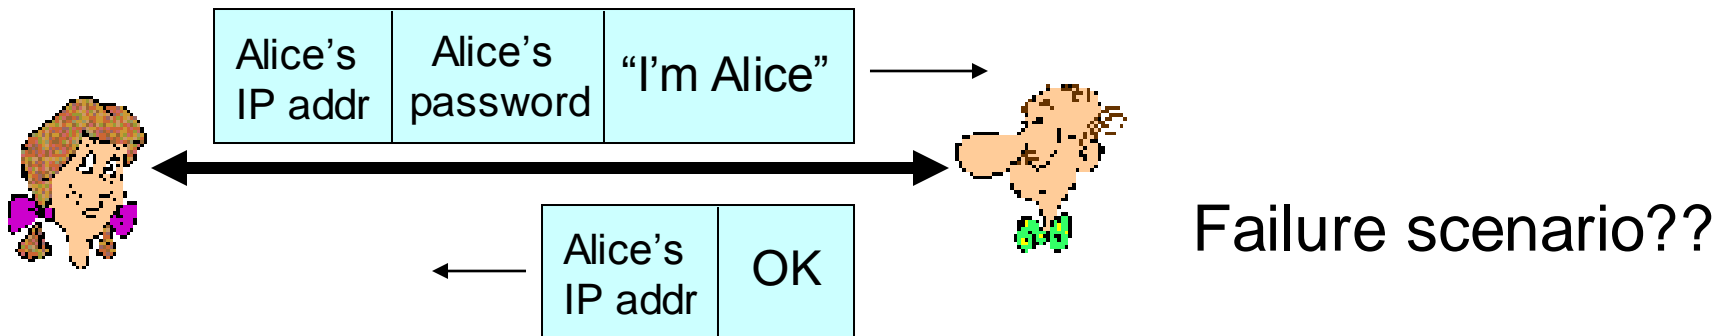 Alice’s
IP addr
Alice’s
password
“I’m Alice”
Failure scenario??
Alice’s
IP addr
OK